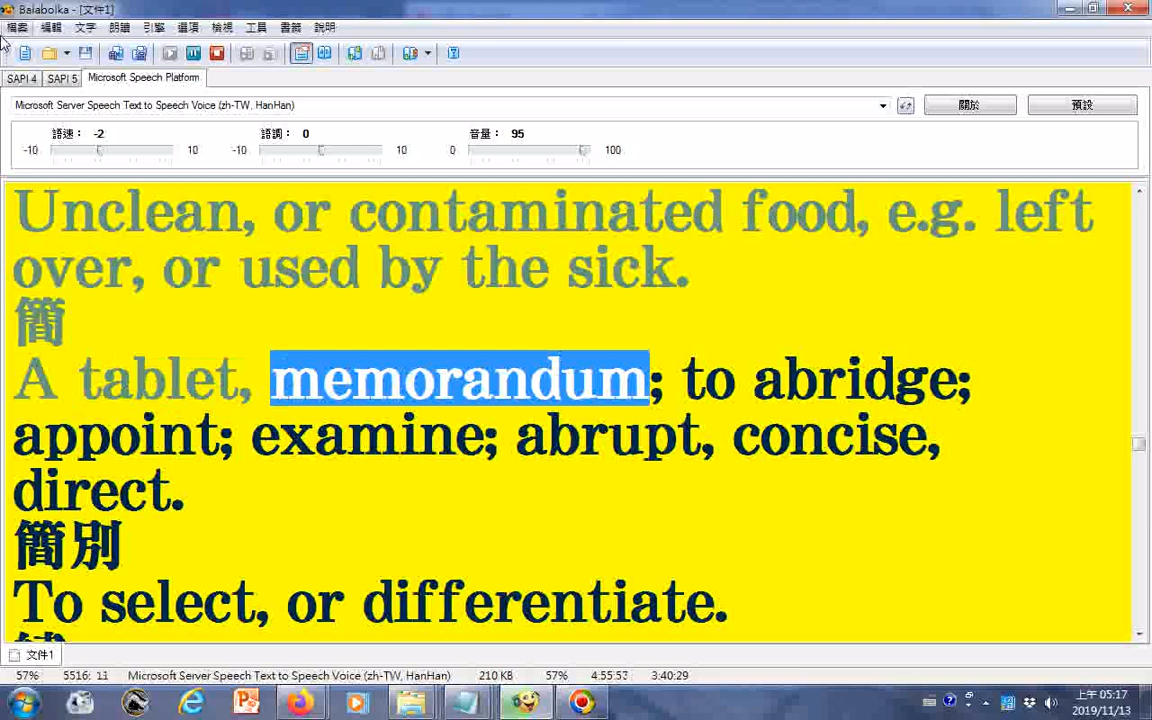 Balabolka - [文件1]
檔案 編輯 文字 朗讀 引擎 選項 檢視 工具 書籤 說明
SAPI 4 SAPI 5 Microsoft Speech Platform
Microsoft Server Speech Text to Speech Voice (zh-TW, HanHan) 關於 預設
語速： -2 語調： 0 音量： 95
-10 10 -10 10 0 100
Unclean, or contaminated food, e.g. left
over, or used by the sick.
簡
A tablet, memorandum; to abridge;
appoint; examine; abrupt, concise,
direct.
簡別
To select, or differentiate.
文件1
57% 5516: 11 Microsoft Server Speech Text to Speech Voice (zh-TW, HanHan) 210 KB 57% 4:55:53 3:40:29
上午 05:17
2019/11/13